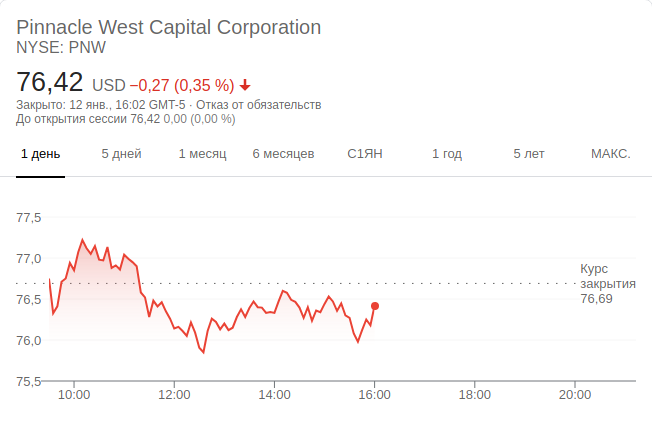 Pinnacle West Capital Corporation
NYSE: PNW
76,42 USD −0,27 (0,35 %)
Закрыто: 12 янв., 16:02 GMT-5 · Отказ от обязательств
До открытия сессии 76,42 0,00 (0,00 %)
1 день 5 дней 1 месяц 6 месяцев С1ЯН 1 год 5 лет МАКС.
77,5
77,0
Курс
закрытия
76,69
76,5
76,0
75,5
10:00 12:00 14:00 16:00 18:00 20:00